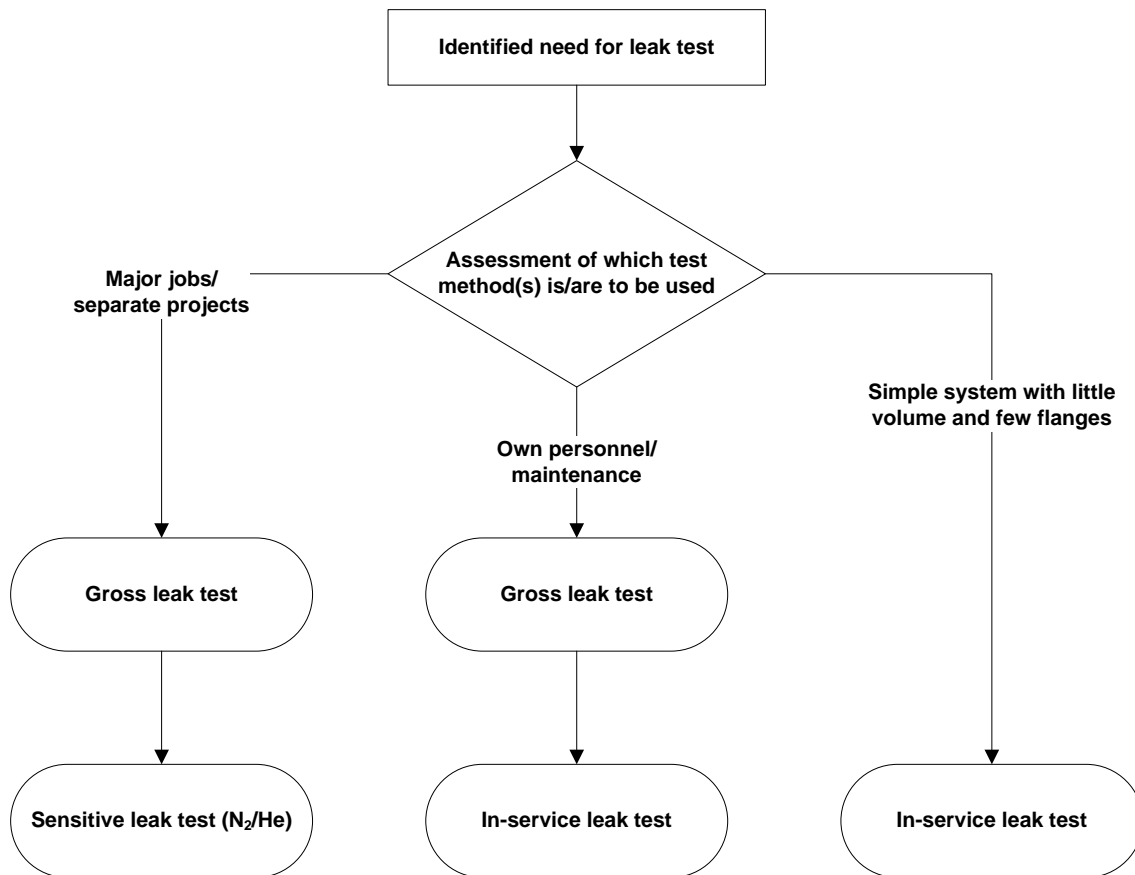 Identified need for leak test
Assessment of which test
method(s) is/are to be used
Major jobs/
separate projects
Own personnel/
maintenance
Simple system with little
volume and few flanges
Gross leak test
Gross leak test
Sensitive leak test (N₂/He)
In-service leak test
In-service leak test